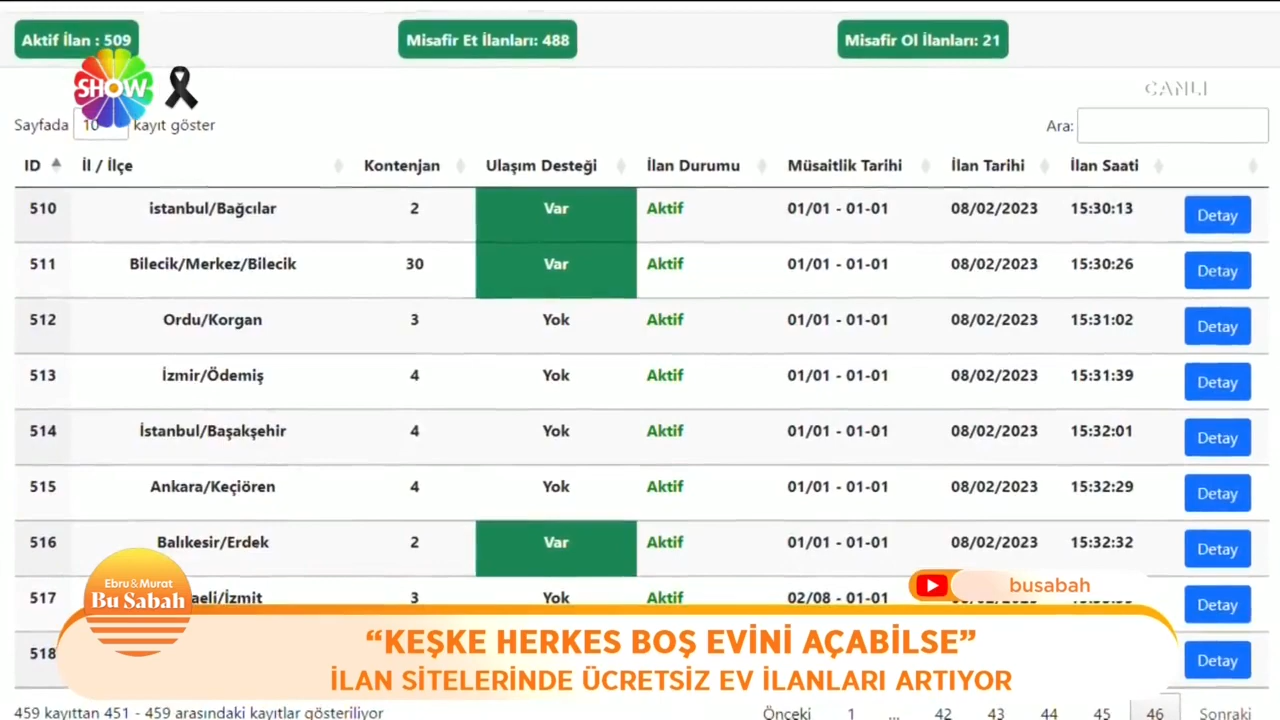 Aktif İlan : 509
Misafir Et İlanları: 488
Misafir Ol İlanları: 21
SHOW
CANLI
Sayfada 10 kayıt göster
Ara:
ID İl / İlçe Kontenjan Ulaşım Desteği İlan Durumu Müsaitlik Tarihi İlan Tarihi İlan Saati
510 istanbul/Bağcılar 2 Var Aktif 01/01 - 01-01 08/02/2023 15:30:13 Detay
511 Bilecik/Merkez/Bilecik 30 Var Aktif 01/01 - 01-01 08/02/2023 15:30:26 Detay
512 Ordu/Korgan 3 Yok Aktif 01/01 - 01-01 08/02/2023 15:31:02 Detay
513 İzmir/Ödemiş 4 Yok Aktif 01/01 - 01-01 08/02/2023 15:31:39 Detay
514 İstanbul/Başakşehir 4 Yok Aktif 01/01 - 01-01 08/02/2023 15:32:01 Detay
515 Ankara/Keçiören 4 Yok Aktif 01/01 - 01-01 08/02/2023 15:32:29 Detay
516 Balıkesir/Erdek 2 Var Aktif 01/01 - 01-01 08/02/2023 15:32:32 Detay
517 aeli/İzmit 3 Yok Aktif 02/08 - 01-01 Detay
518 Detay
Ebru & Murat
Bu Sabah
busabah
“KEŞKE HERKES BOŞ EVİNİ AÇABİLSE”
İLAN SİTELERİNDE ÜCRETSİZ EV İLANLARI ARTIYOR
459 kayıttan 451 - 459 arasındaki kayıtlar gösteriliyor
Önceki 1 ... 42 43 44 45 46 Sonraki